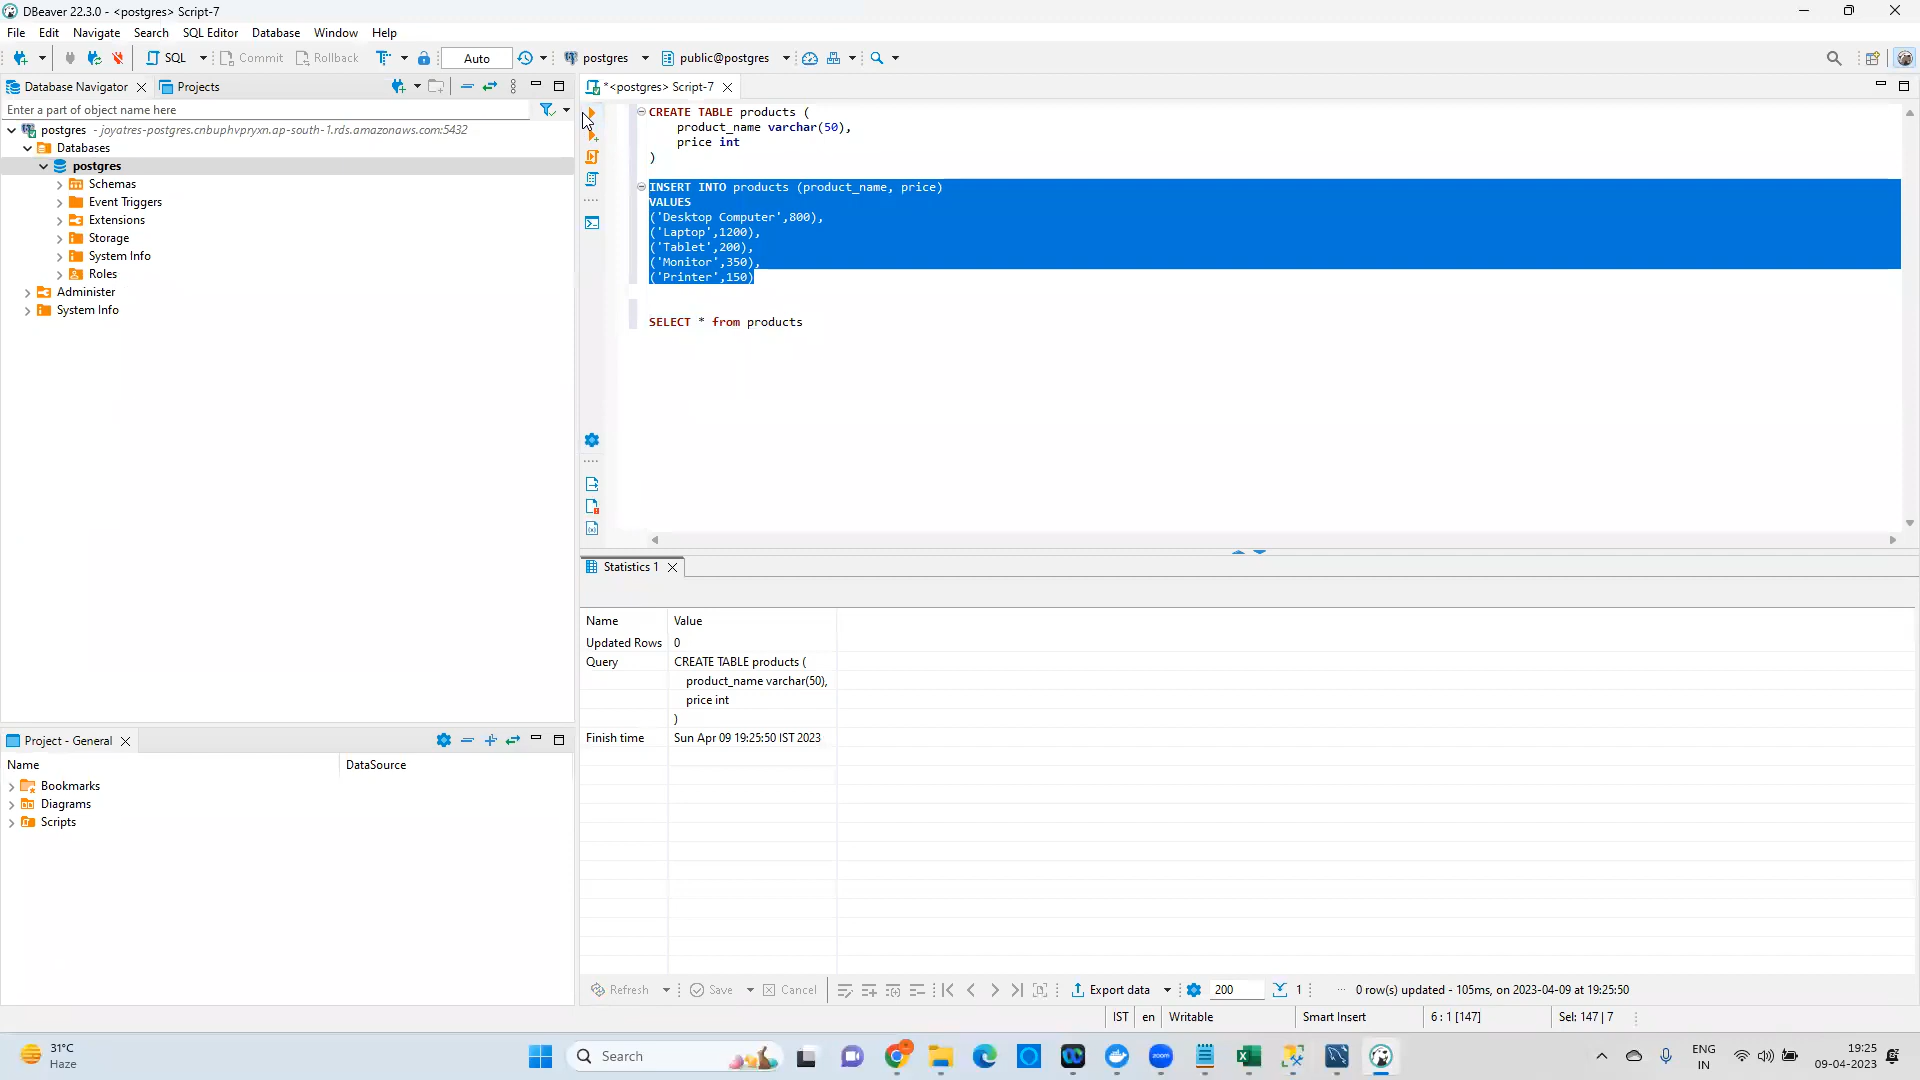 DBeaver 22.3.0 - <postgres> Script-7
File Edit Navigate Search SQL Editor Database Window Help
SQL Commit Rollback Auto postgres public@postgres
Database Navigator Projects
*<postgres> Script-7
Enter a part of object name here
postgres - joyatres-postgres.cnbuphvpryxn.ap-south-1.rds.amazonaws.com:5432
Databases
postgres
Schemas
Event Triggers
Extensions
Storage
System Info
Roles
Administer
System Info
CREATE TABLE products (
product_name varchar(50),
price int
)
INSERT INTO products (product_name, price)
VALUES
('Desktop Computer',800),
('Laptop',1200),
('Tablet',200),
('Monitor',350),
('Printer',150)
SELECT * from products
Statistics 1
Name Value
Updated Rows 0
Query CREATE TABLE products (
product_name varchar(50),
price int
)
Finish time Sun Apr 09 19:25:50 IST 2023
Project - General
Name DataSource
Bookmarks
Diagrams
Scripts
Refresh Save Cancel Export data 200 1 ... 0 row(s) updated - 105ms, on 2023-04-09 at 19:25:50
IST en Writable Smart Insert 6 : 1 [147] Sel: 147 | 7
31°C
Haze
Search
zoom
ENG
IN
19:25
09-04-2023